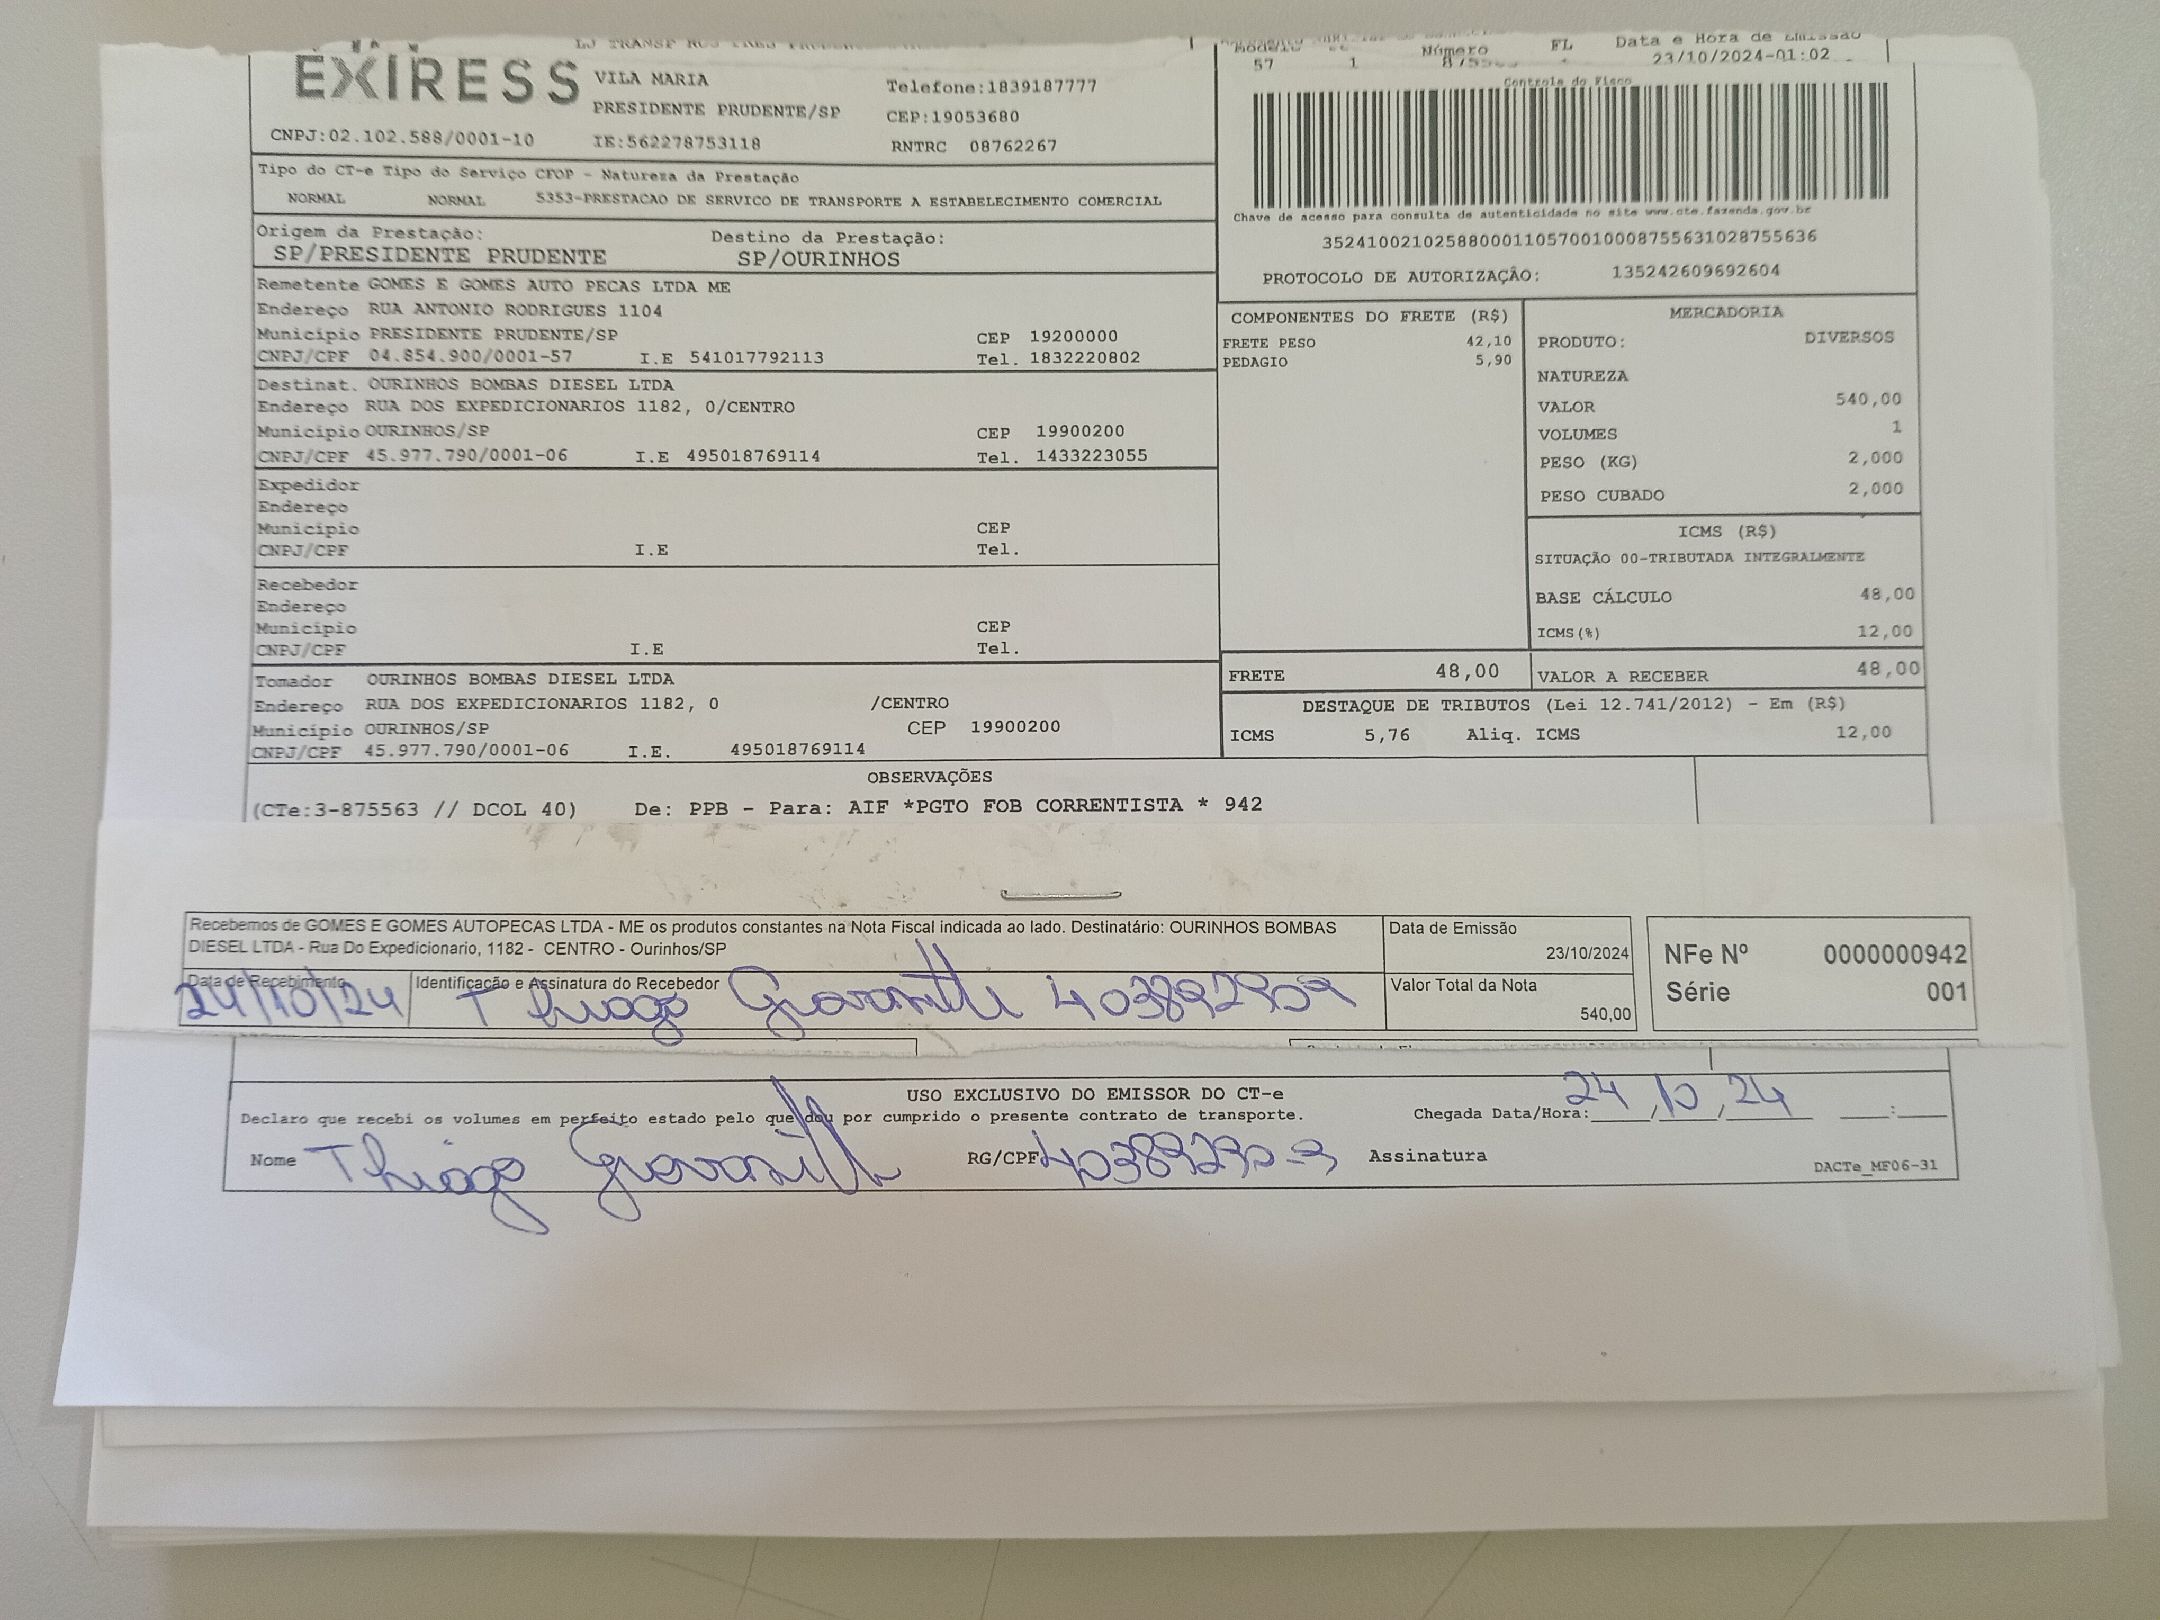 EXIRESS
VILA MARIA
Telefone:1839187777
PRESIDENTE PRUDENTE/SP
CEP:19053680
CNPJ:02.102.588/0001-10
IE:562278753118
RNTRC 08762267
57 1 Número FL Data e Hora de Emissão
23/10/2024-01:02
Controle do Fisco
Chave de acesso para consulta de autenticidade no site www.cte.fazenda.gov.br
35241002102588000110570010008755631028755636
PROTOCOLO DE AUTORIZAÇÃO: 135242609692604
Tipo do CT-e Tipo do Serviço CFOP - Natureza da Prestação
NORMAL NORMAL 5353-PRESTACAO DE SERVICO DE TRANSPORTE A ESTABELECIMENTO COMERCIAL
Origem da Prestação: Destino da Prestação:
SP/PRESIDENTE PRUDENTE SP/OURINHOS
Remetente GOMES E GOMES AUTO PECAS LTDA ME
Endereço RUA ANTONIO RODRIGUES 1104
Município PRESIDENTE PRUDENTE/SP CEP 19200000
CNPJ/CPF 04.854.900/0001-57 I.E 541017792113 Tel. 1832220802
Destinat. OURINHOS BOMBAS DIESEL LTDA
Endereço RUA DOS EXPEDICIONARIOS 1182, 0/CENTRO
Município OURINHOS/SP CEP 19900200
CNPJ/CPF 45.977.790/0001-06 I.E 495018769114 Tel. 1433223055
Expedidor
Endereço
Município CEP
CNPJ/CPF I.E Tel.
Recebedor
Endereço
Município CEP
CNPJ/CPF I.E Tel.
Tomador OURINHOS BOMBAS DIESEL LTDA
Endereço RUA DOS EXPEDICIONARIOS 1182, 0 /CENTRO
Município OURINHOS/SP CEP 19900200
CNPJ/CPF 45.977.790/0001-06 I.E. 495018769114
COMPONENTES DO FRETE (R$)
FRETE PESO 42,10
PEDAGIO 5,90
MERCADORIA
PRODUTO: DIVERSOS
NATUREZA
VALOR 540,00
VOLUMES 1
PESO (KG) 2,000
PESO CUBADO 2,000
ICMS (R$)
SITUAÇÃO 00-TRIBUTADA INTEGRALMENTE
BASE CÁLCULO 48,00
ICMS(%) 12,00
FRETE 48,00 VALOR A RECEBER 48,00
DESTAQUE DE TRIBUTOS (Lei 12.741/2012) - Em (R$)
ICMS 5,76 Aliq. ICMS 12,00
OBSERVAÇÕES
(CTe:3-875563 // DCOL 40) De: PPB - Para: AIF *PGTO FOB CORRENTISTA * 942
Recebemos de GOMES E GOMES AUTOPECAS LTDA - ME os produtos constantes na Nota Fiscal indicada ao lado. Destinatário: OURINHOS BOMBAS
DIESEL LTDA - Rua Do Expedicionario, 1182 - CENTRO - Ourinhos/SP
Data de Emissão
23/10/2024
NFe Nº 0000000942
Série 001
Data de Recebimento
24/10/24
Identificação e Assinatura do Recebedor
Thiago
Valor Total da Nota
540,00
USO EXCLUSIVO DO EMISSOR DO CT-e
Declaro que recebi os volumes em perfeito estado pelo que dou por cumprido o presente contrato de transporte.
Chegada Data/Hora: 24/10/24 :
Nome Thiago RG/CPF Assinatura
DACTe_MF06-31